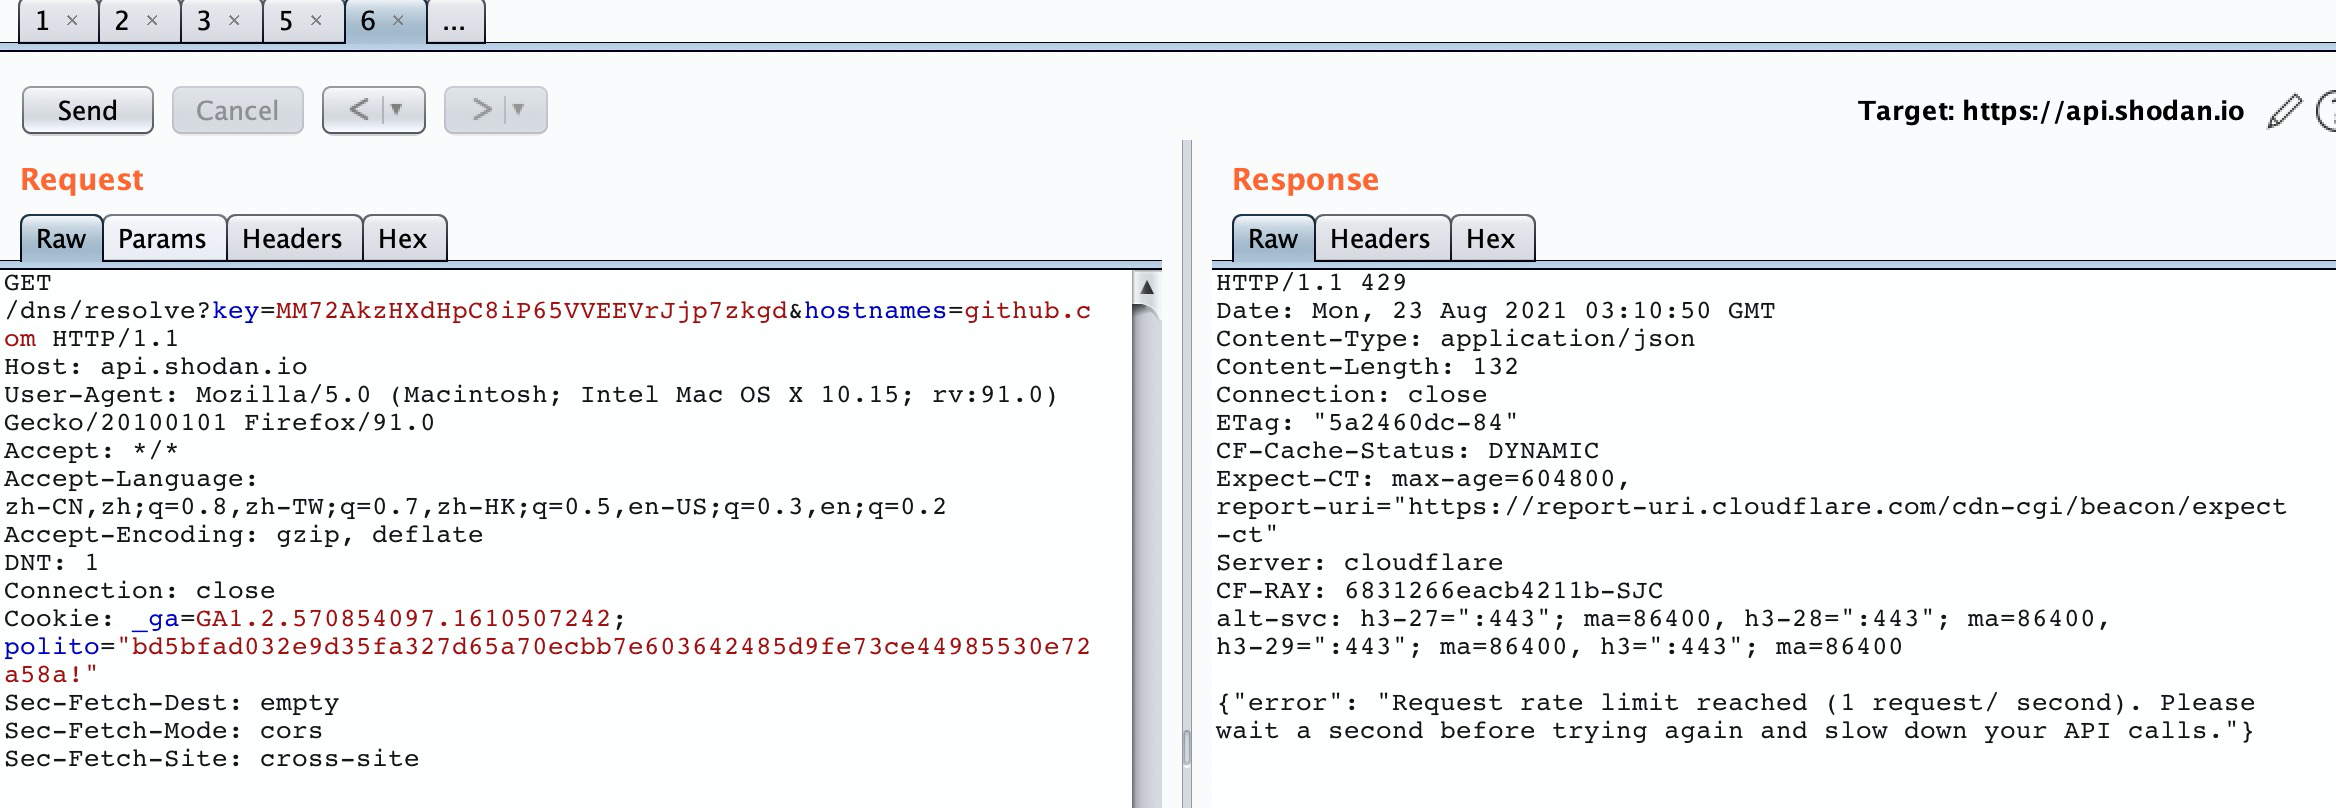 1 × 2 × 3 × 5 × 6 × ...
Send Cancel < ▼ > ▼ Target: https://api.shodan.io ?
Request
Raw Params Headers Hex
GET
/dns/resolve?key=MM72AkzHXdHpC8iP65VVEEVrJjp7zkgd&hostnames=github.c
om HTTP/1.1
Host: api.shodan.io
User-Agent: Mozilla/5.0 (Macintosh; Intel Mac OS X 10.15; rv:91.0)
Gecko/20100101 Firefox/91.0
Accept: */*
Accept-Language:
zh-CN,zh;q=0.8,zh-TW;q=0.7,zh-HK;q=0.5,en-US;q=0.3,en;q=0.2
Accept-Encoding: gzip, deflate
DNT: 1
Connection: close
Cookie: _ga=GA1.2.570854097.1610507242;
polito="bd5bfad032e9d35fa327d65a70ecbb7e603642485d9fe73ce44985530e72
a58a!"
Sec-Fetch-Dest: empty
Sec-Fetch-Mode: cors
Sec-Fetch-Site: cross-site
Response
Raw Headers Hex
HTTP/1.1 429
Date: Mon, 23 Aug 2021 03:10:50 GMT
Content-Type: application/json
Content-Length: 132
Connection: close
ETag: "5a2460dc-84"
CF-Cache-Status: DYNAMIC
Expect-CT: max-age=604800,
report-uri="https://report-uri.cloudflare.com/cdn-cgi/beacon/expect
-ct"
Server: cloudflare
CF-RAY: 6831266eacb4211b-SJC
alt-svc: h3-27=":443"; ma=86400, h3-28=":443"; ma=86400,
h3-29=":443"; ma=86400, h3=":443"; ma=86400
{"error": "Request rate limit reached (1 request/ second). Please
wait a second before trying again and slow down your API calls."}